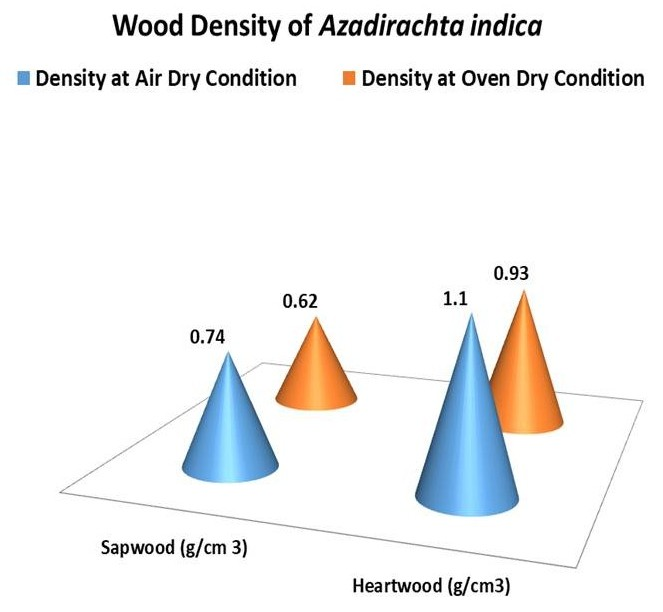 Wood Density of Azadirachta indica
Density at Air Dry Condition
Density at Oven Dry Condition
0.93
0.62
1.1
0.74
Sapwood (g/cm 3)
Heartwood (g/cm3)